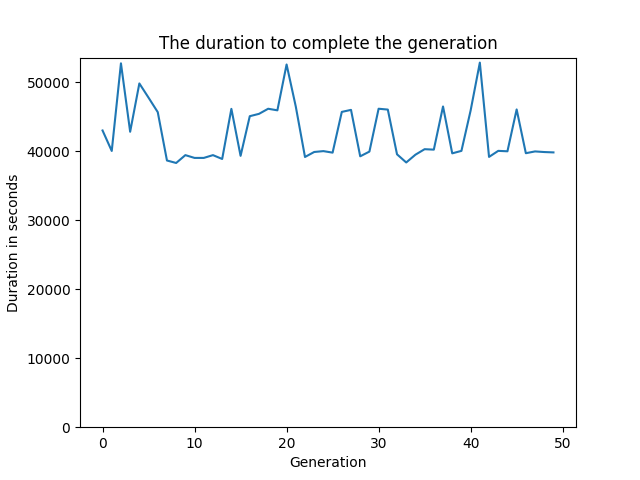 The duration to complete the generation
50000
40000
30000
20000
10000
0
Duration in seconds
0 10 20 30 40 50
Generation